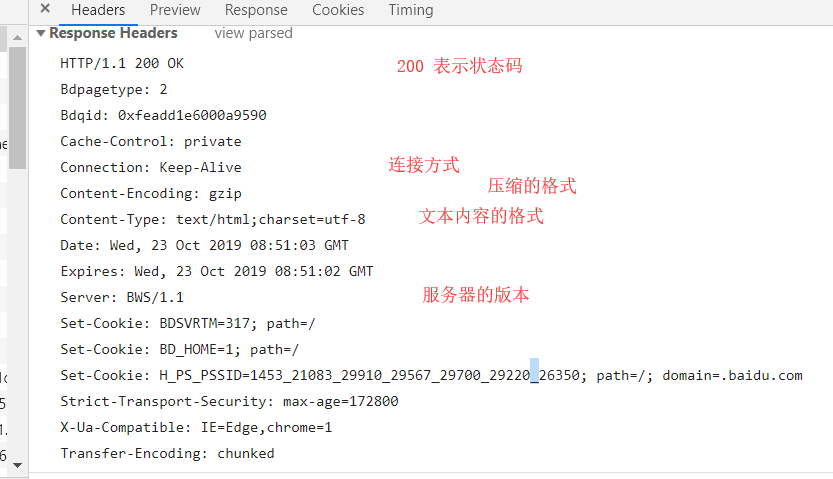 Headers Preview Response Cookies Timing
Response Headers view parsed
HTTP/1.1 200 OK 200 表示状态码
Bdpagetype: 2
Bdqid: 0xfeadd1e6000a9590
Cache-Control: private
Connection: Keep-Alive 连接方式
Content-Encoding: gzip 压缩的格式
Content-Type: text/html;charset=utf-8 文本内容的格式
Date: Wed, 23 Oct 2019 08:51:03 GMT
Expires: Wed, 23 Oct 2019 08:51:02 GMT
Server: BWS/1.1 服务器的版本
Set-Cookie: BDSVRTM=317; path=/
Set-Cookie: BD_HOME=1; path=/
Set-Cookie: H_PS_PSSID=1453_21083_29910_29567_29700_29220_26350; path=/; domain=.baidu.com
Strict-Transport-Security: max-age=172800
X-Ua-Compatible: IE=Edge,chrome=1
Transfer-Encoding: chunked